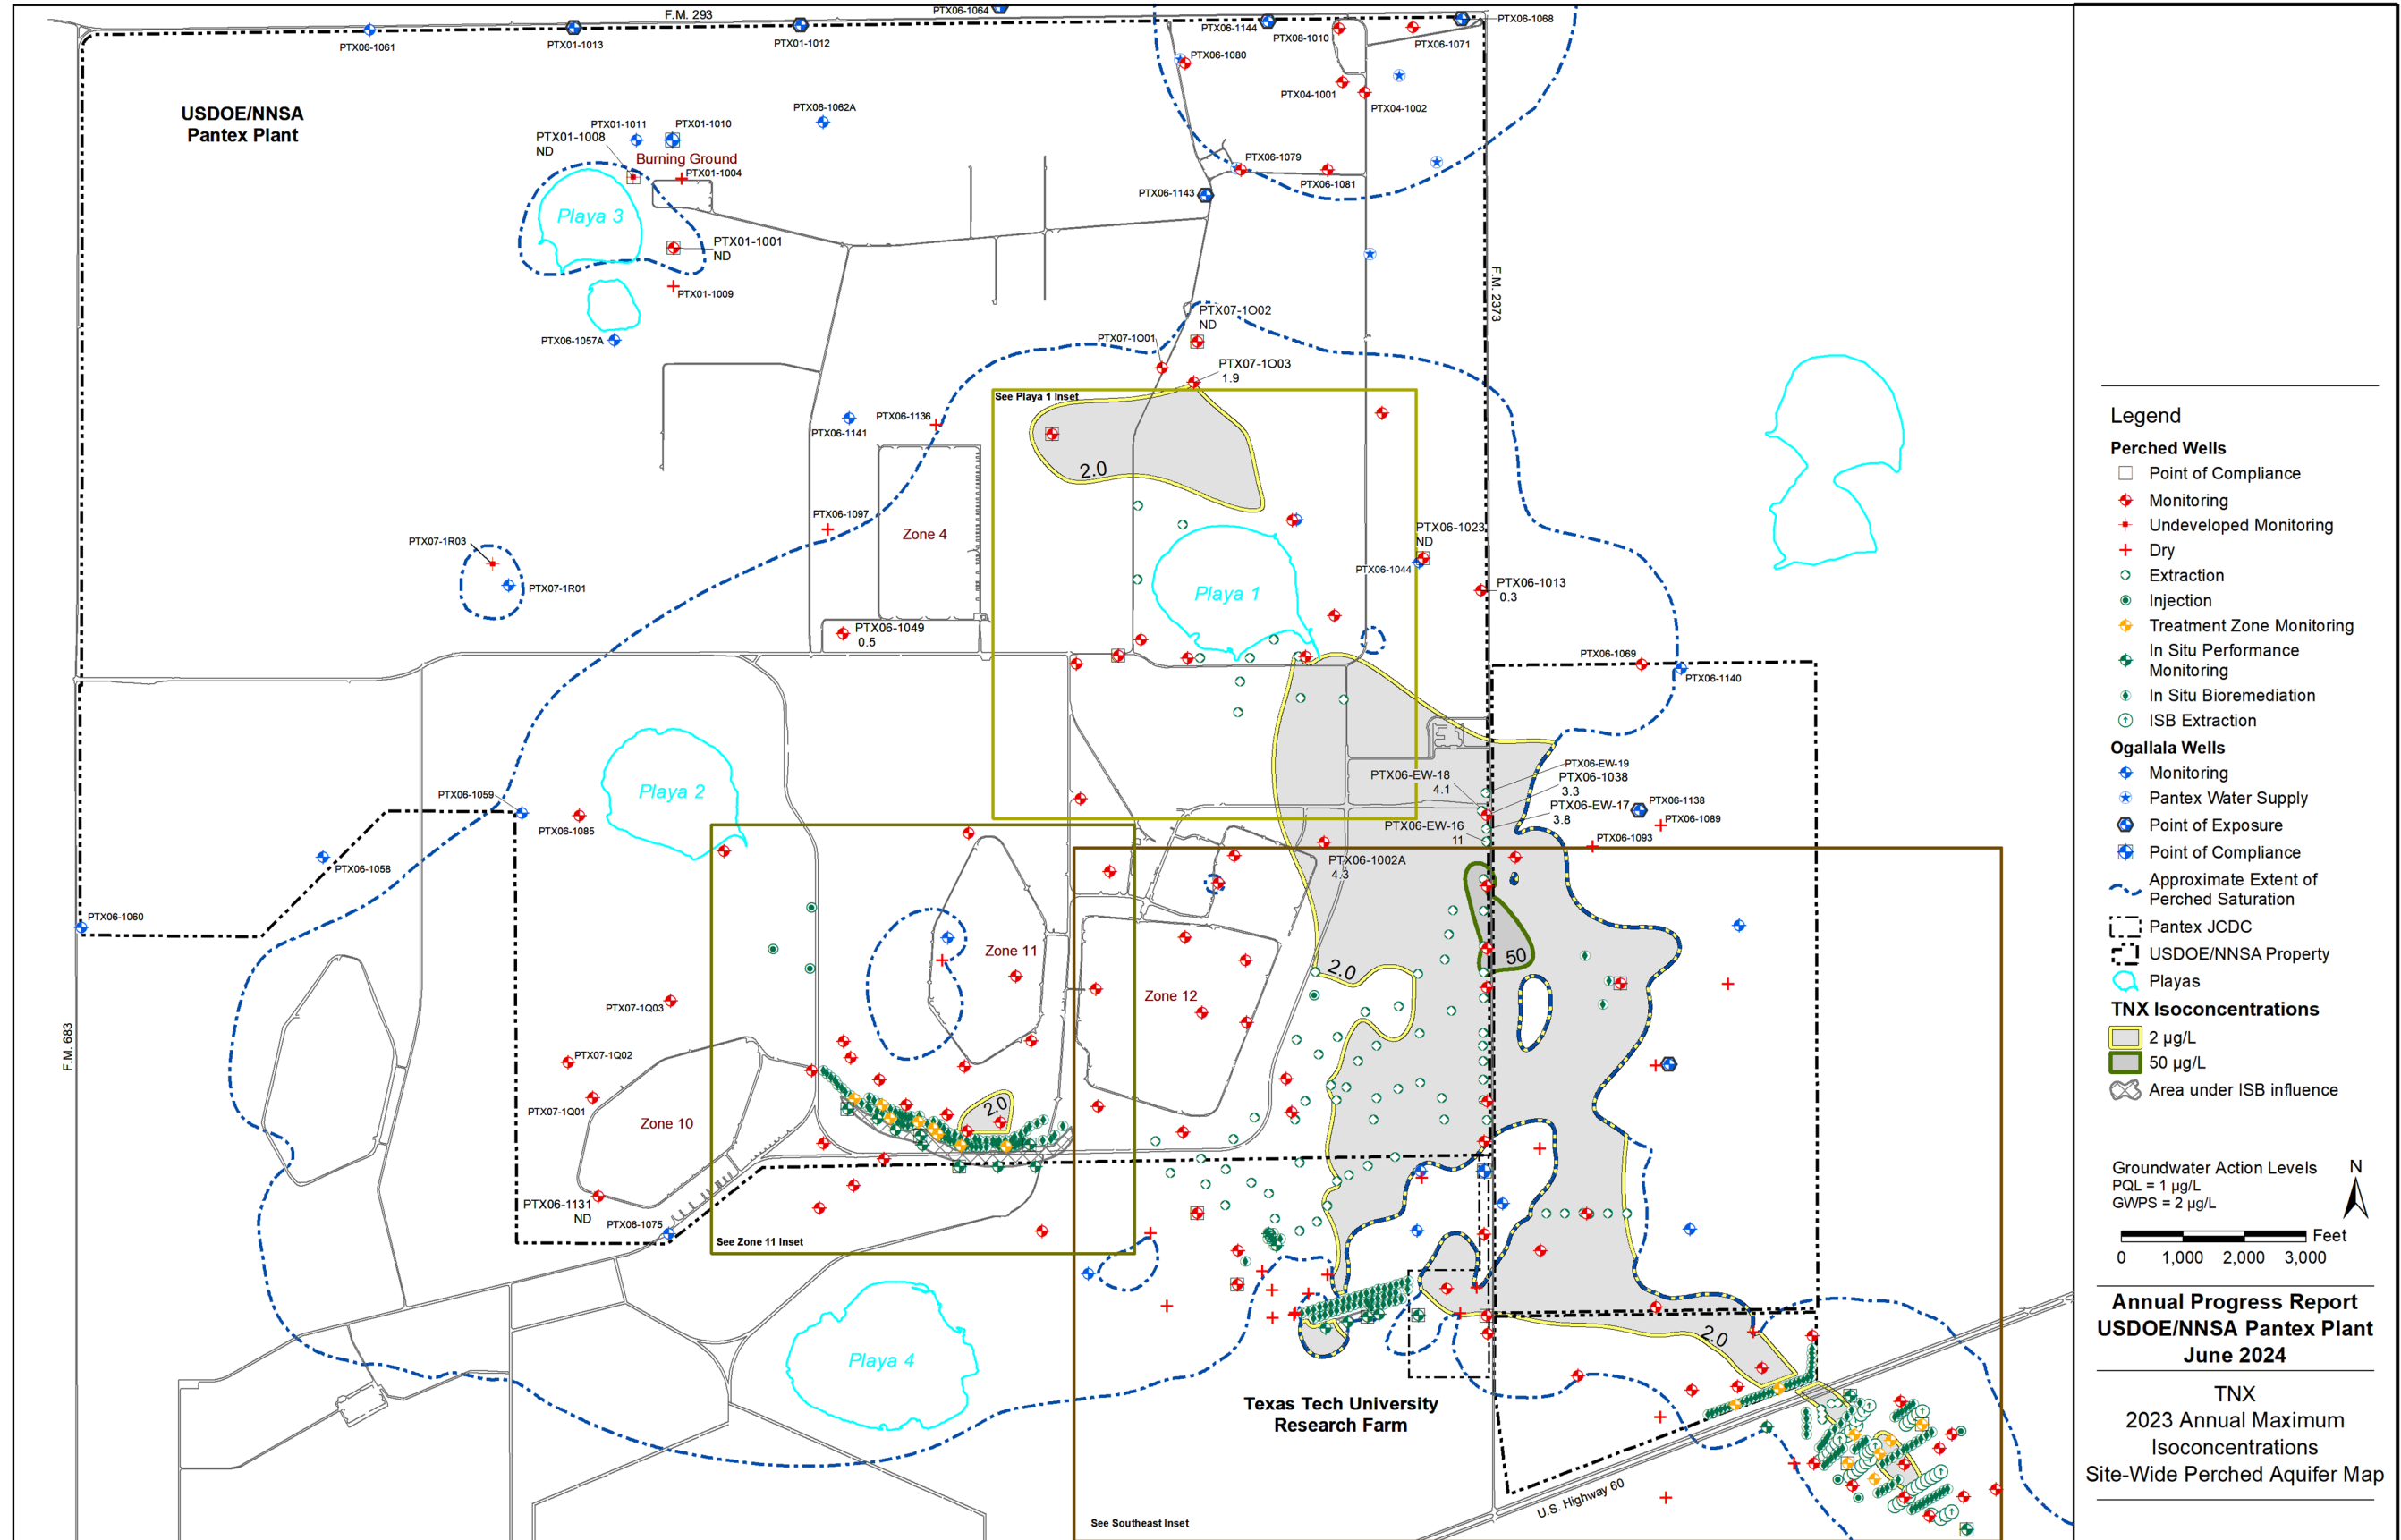 PTX06-1064
F.M. 293
PTX06-1061
PTX01-1013
PTX01-1012
PTX06-1144
PTX08-1010
PTX06-1068
PTX06-1071
PTX06-1080
PTX04-1001
PTX04-1002
USDOE/NNSA
Pantex Plant
PTX06-1062A
PTX01-1011
PTX01-1010
PTX01-1008
ND
Burning Ground
PTX01-1004
PTX06-1079
PTX06-1081
PTX06-1143
Playa 3
PTX01-1001
ND
PTX01-1009
F.M. 2373
PTX06-1057A
PTX07-1O02
ND
PTX07-1O01
PTX07-1O03
1.9
See Playa 1 Inset
PTX06-1136
PTX06-1141
2.0
PTX06-1097
Zone 4
PTX06-1023
ND
PTX06-1044
PTX07-1R03
PTX07-1R01
Playa 1
PTX06-1013
0.3
PTX06-1049
0.5
PTX06-1069
PTX06-1140
PTX06-EW-19
PTX06-EW-18
4.1
PTX06-1038
3.3
PTX06-1059
Playa 2
PTX06-EW-17
3.8
PTX06-1138
PTX06-1089
PTX06-1085
PTX06-EW-16
11
PTX06-1093
PTX06-1058
PTX06-1002A
4.3
PTX06-1060
Zone 11
50
2.0
Zone 12
PTX07-1Q03
F.M. 683
PTX07-1Q02
PTX07-1Q01
Zone 10
2.0
PTX06-1131
ND
PTX06-1075
See Zone 11 Inset
2.0
Playa 4
Texas Tech University
Research Farm
U.S. Highway 60
See Southeast Inset
Legend
Perched Wells
Point of Compliance
Monitoring
Undeveloped Monitoring
Dry
Extraction
Injection
Treatment Zone Monitoring
In Situ Performance
Monitoring
In Situ Bioremediation
ISB Extraction
Ogallala Wells
Monitoring
Pantex Water Supply
Point of Exposure
Point of Compliance
Approximate Extent of
Perched Saturation
Pantex JCDC
USDOE/NNSA Property
Playas
TNX Isoconcentrations
2 µg/L
50 µg/L
Area under ISB influence
Groundwater Action Levels
PQL = 1 µg/L
GWPS = 2 µg/L
N
Feet
0 1,000 2,000 3,000
Annual Progress Report
USDOE/NNSA Pantex Plant
June 2024
TNX
2023 Annual Maximum
Isoconcentrations
Site-Wide Perched Aquifer Map